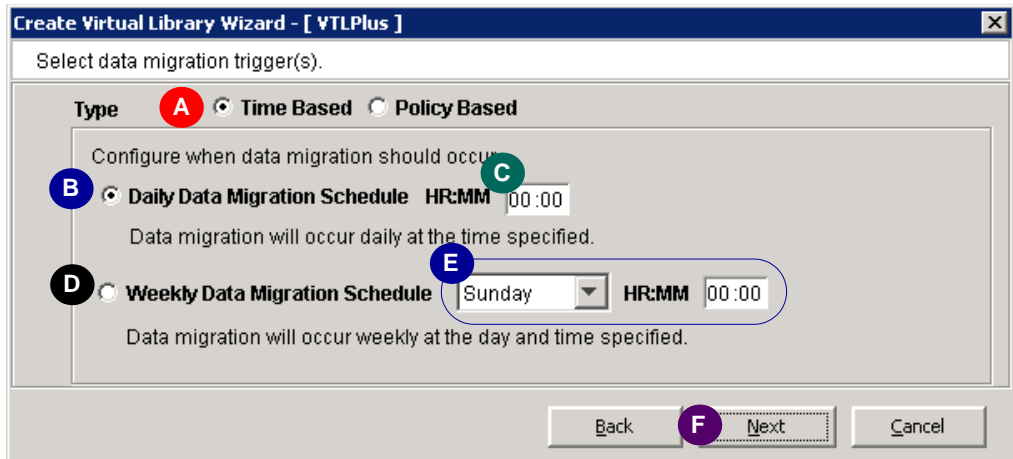 Create Virtual Library Wizard - [ VTLPlus ]
Select data migration trigger(s).
Type A Time Based Policy Based
Configure when data migration should occur
C
B Daily Data Migration Schedule HR:MM 00:00
Data migration will occur daily at the time specified.
E
D Weekly Data Migration Schedule Sunday HR:MM 00:00
Data migration will occur weekly at the day and time specified.
Back F Next Cancel